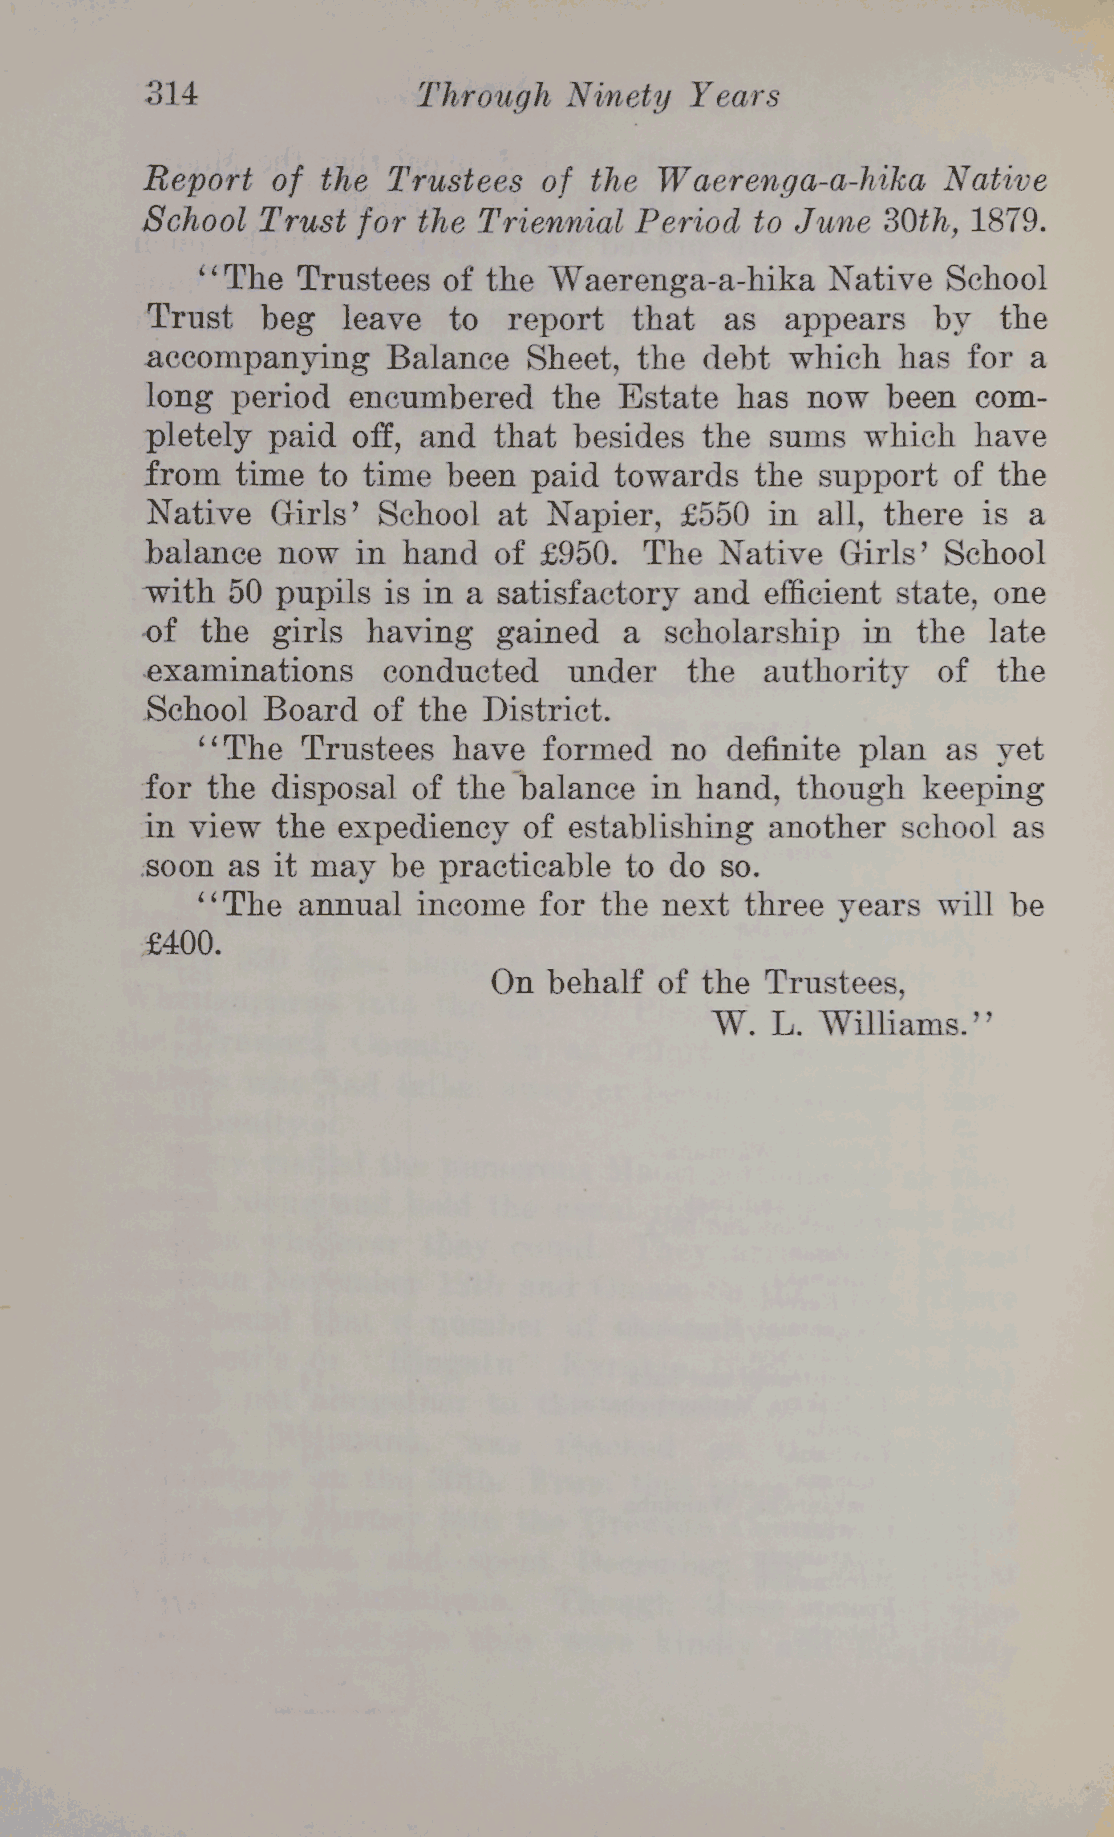 314 Through Ninety Years
Report of the Trustees of the Waerenga-a-hika Native
School Trust for the Triennial Period to June 30th, 1879.
‘‘The Trustees of the Waerenga-a-hika Native School
Trust beg leave to report that as appears by the
accompanying Balance Sheet, the debt which has for a
long period encumbered the Estate has now been com-
pletely paid off, and that besides the sums which have
from time to time been paid towards the support of the
Native Girls’ School at Napier, £550 in all, there is a
balance now in hand of £950. The Native Girls’ School
with 50 pupils is in a satisfactory and efficient state, one
of the girls having gained a scholarship in the late
examinations conducted under the authority of the
School Board of the District.
‘‘The Trustees have formed no definite plan as yet
for the disposal of the balance in hand, though keeping
in view the expediency of establishing another school as
soon as it may be practicable to do so.
‘‘The annual income for the next three years will be
£400.
On behalf of the Trustees,
W. L. Williams.’’